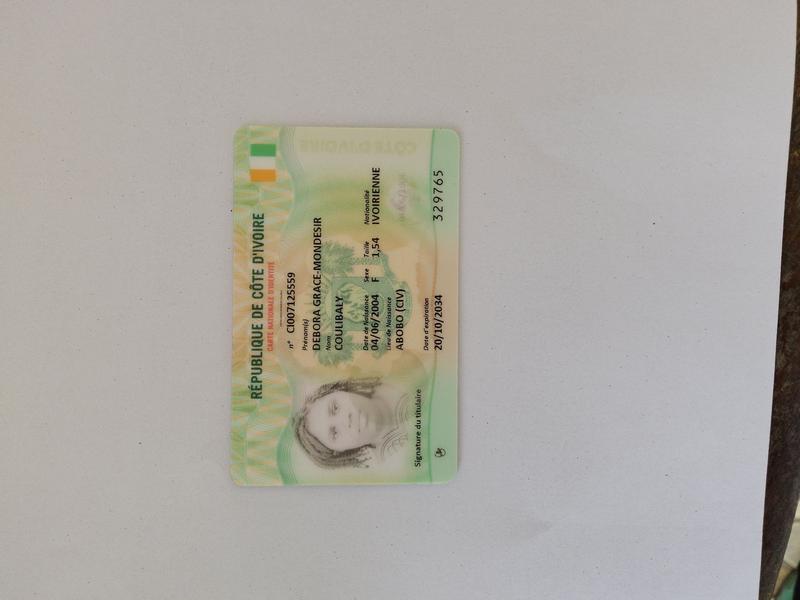 RÉPUBLIQUE DE CÔTE D'IVOIRE
CARTE NATIONALE D'IDENTITÉ
CÔTE D'IVOIRE
n° CI007125559
Prénom(s)
DEBORA GRACE-MONDESIR
Nom
COULIBALY
Date de Naissance Sexe Taille Nationalité
04/06/2004 F 1,54 IVOIRIENNE
Lieu de Naissance
ABOBO (CIV)
Date d'expiration
20/10/2034
329765
Signature du titulaire